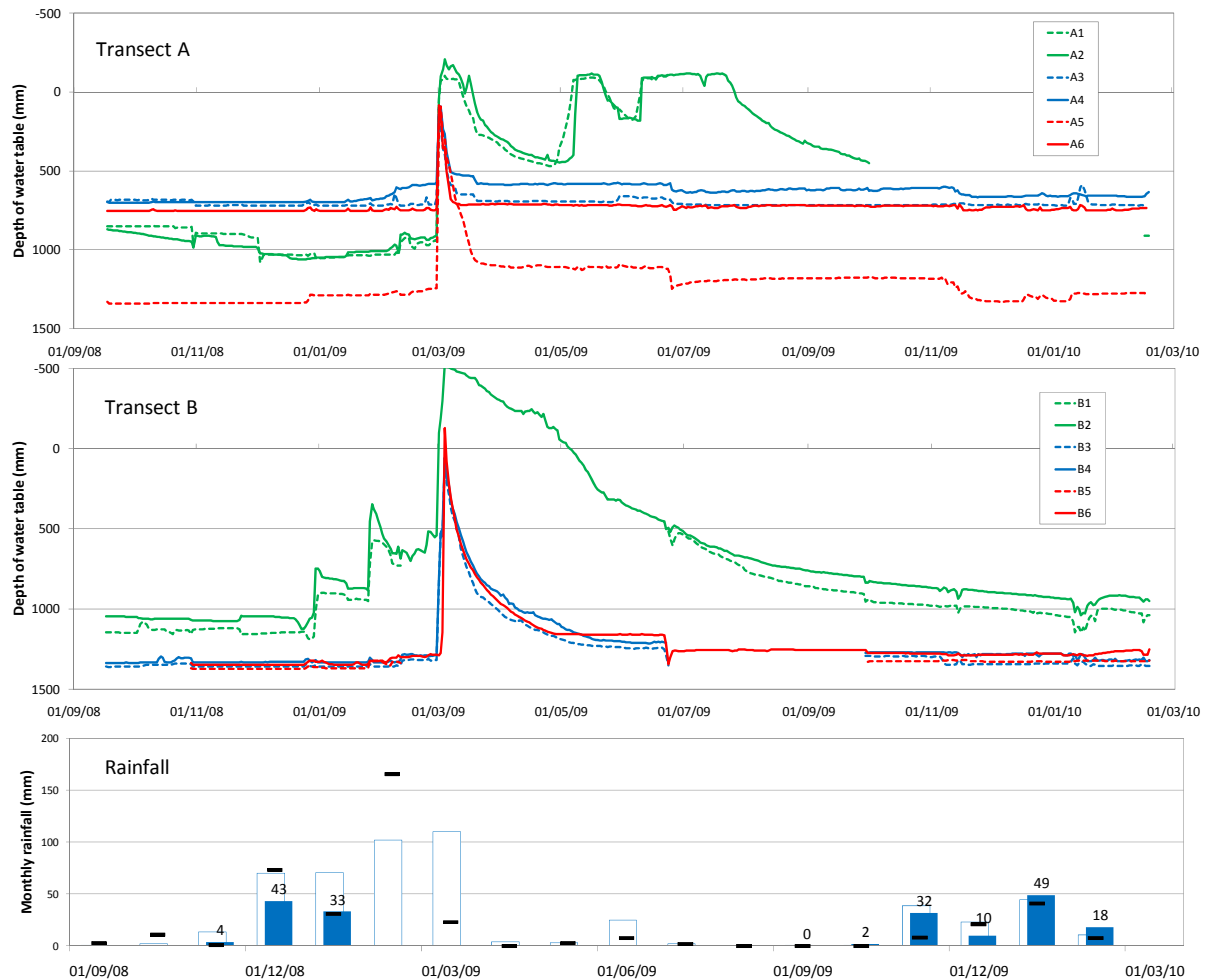 Transect A
Depth of water table (mm)
-500
0
500
1000
1500
A1
A2
A3
A4
A5
A6
01/09/08 01/11/08 01/01/09 01/03/09 01/05/09 01/07/09 01/09/09 01/11/09 01/01/10 01/03/10
Transect B
Depth of water table (mm)
-500
0
500
1000
1500
B1
B2
B3
B4
B5
B6
01/09/08 01/11/08 01/01/09 01/03/09 01/05/09 01/07/09 01/09/09 01/11/09 01/01/10 01/03/10
Rainfall
Monthly rainfall (mm)
200
150
100
50
0
4 43 33 0 2 32 10 49 18
01/09/08 01/12/08 01/03/09 01/06/09 01/09/09 01/12/09 01/03/10